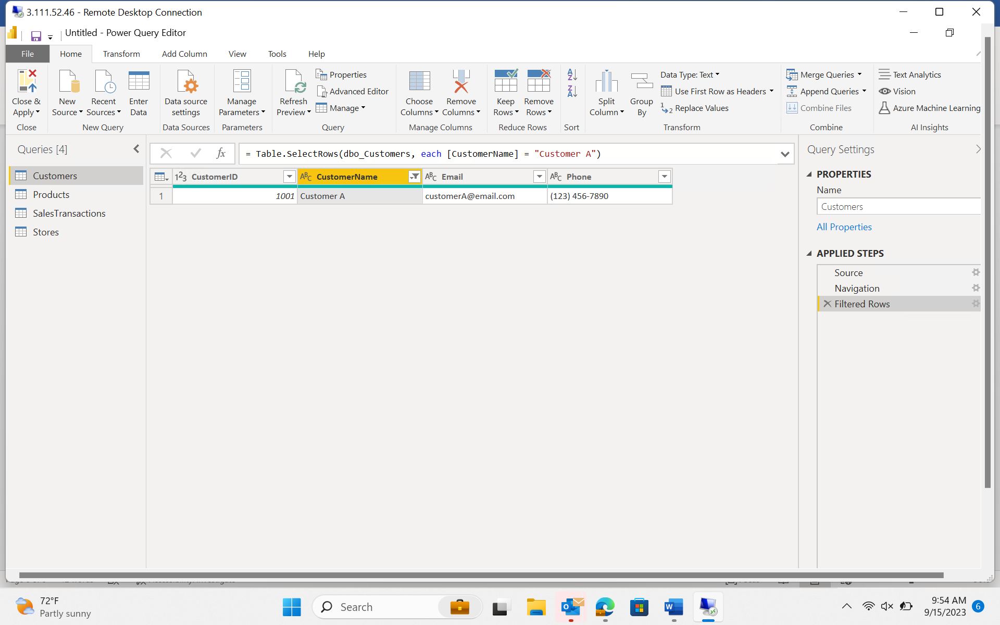 3.111.52.46 - Remote Desktop Connection
Untitled - Power Query Editor
File Home Transform Add Column View Tools Help
Close & Apply
New Source
Recent Sources
Enter Data
Data source settings
Manage Parameters
Refresh Preview
Properties
Advanced Editor
Manage
Choose Columns
Remove Columns
Keep Rows
Remove Rows
Split Column
Group By
Data Type: Text
Use First Row as Headers
Replace Values
Merge Queries
Append Queries
Combine Files
Text Analytics
Vision
Azure Machine Learning
Close New Query Data Sources Parameters Query Manage Columns Reduce Rows Sort Transform Combine AI Insights
Queries [4]
Customers
Products
SalesTransactions
Stores
fx = Table.SelectRows(dbo_Customers, each [CustomerName] = "Customer A")
123 CustomerID ABC CustomerName ABC Email ABC Phone
1 1001 Customer A customerA@email.com (123) 456-7890
Query Settings
PROPERTIES
Name
Customers
All Properties
APPLIED STEPS
Source
Navigation
Filtered Rows
72°F
Partly sunny
Search
9:54 AM
9/15/2023
6